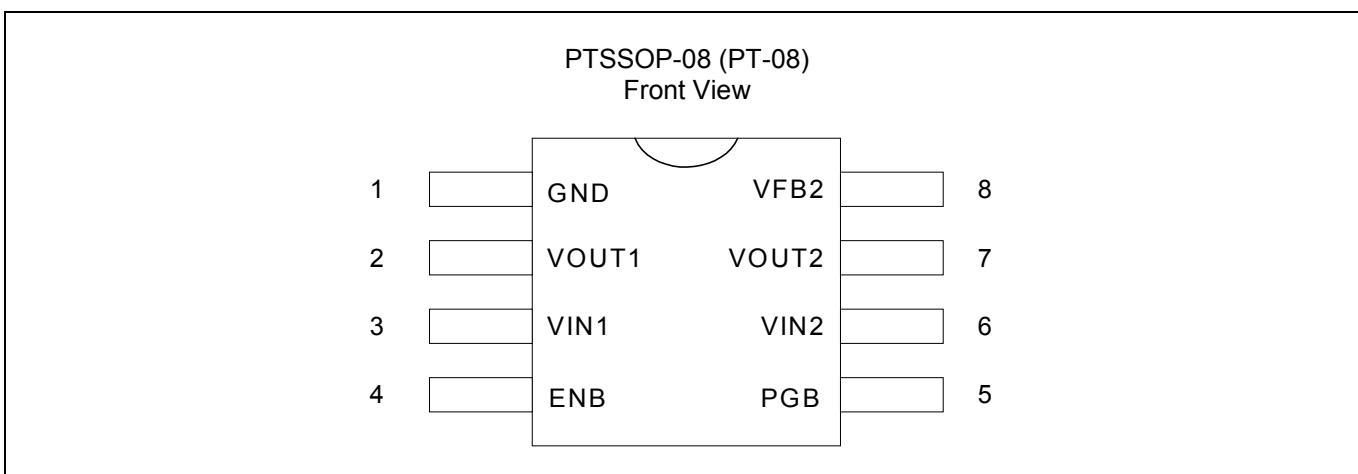 PTSSOP-08 (PT-08)
Front View
1 GND VFB2 8
2 VOUT1 VOUT2 7
3 VIN1 VIN2 6
4 ENB PGB 5